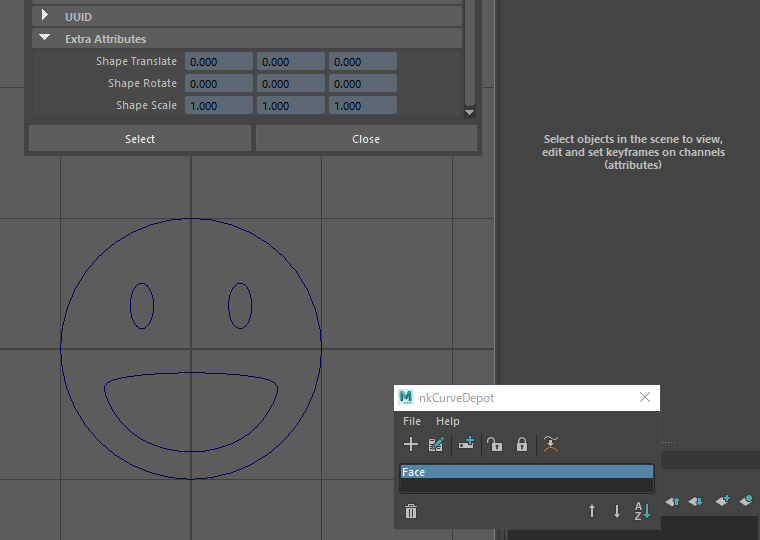 UUID
Extra Attributes
Shape Translate 0.000 0.000 0.000
Shape Rotate 0.000 0.000 0.000
Shape Scale 1.000 1.000 1.000
Select Close
Select objects in the scene to view,
edit and set keyframes on channels
(attributes)
M nkCurveDepot
File Help
Face
A
Z